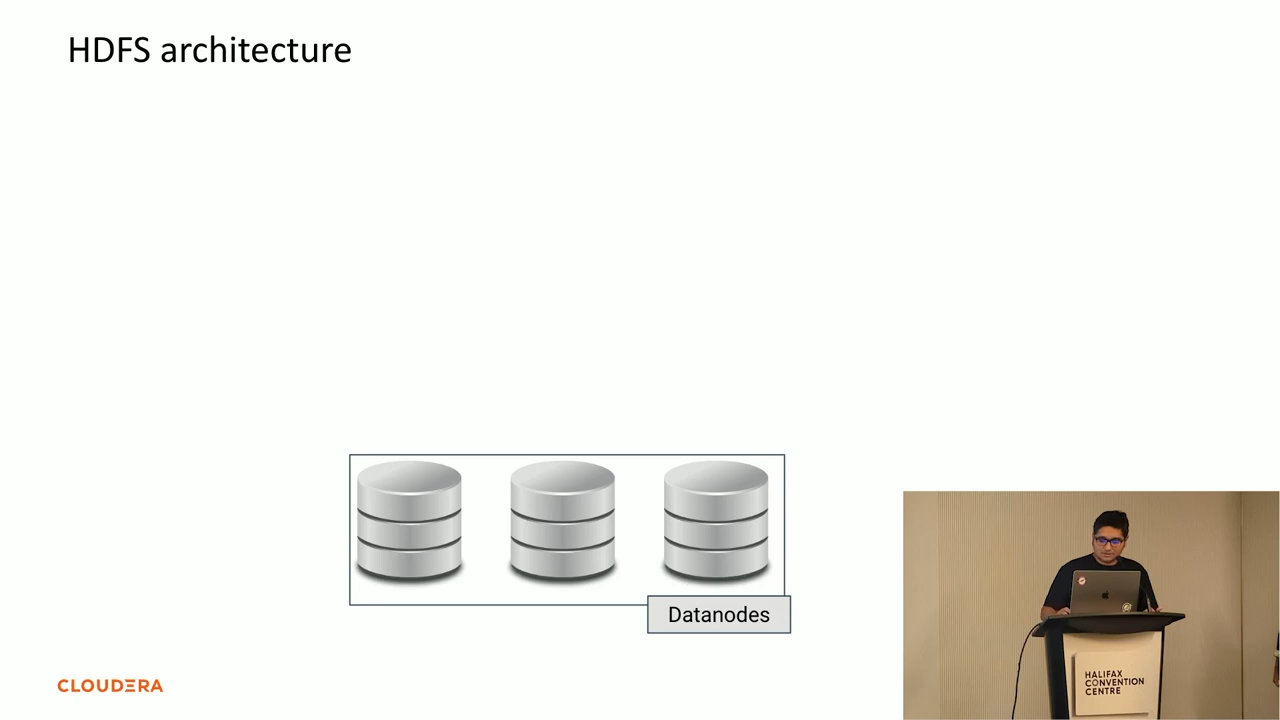 HDFS architecture
Datanodes
CLOUDERA
HALIFAX
CONVENTION
CENTRE